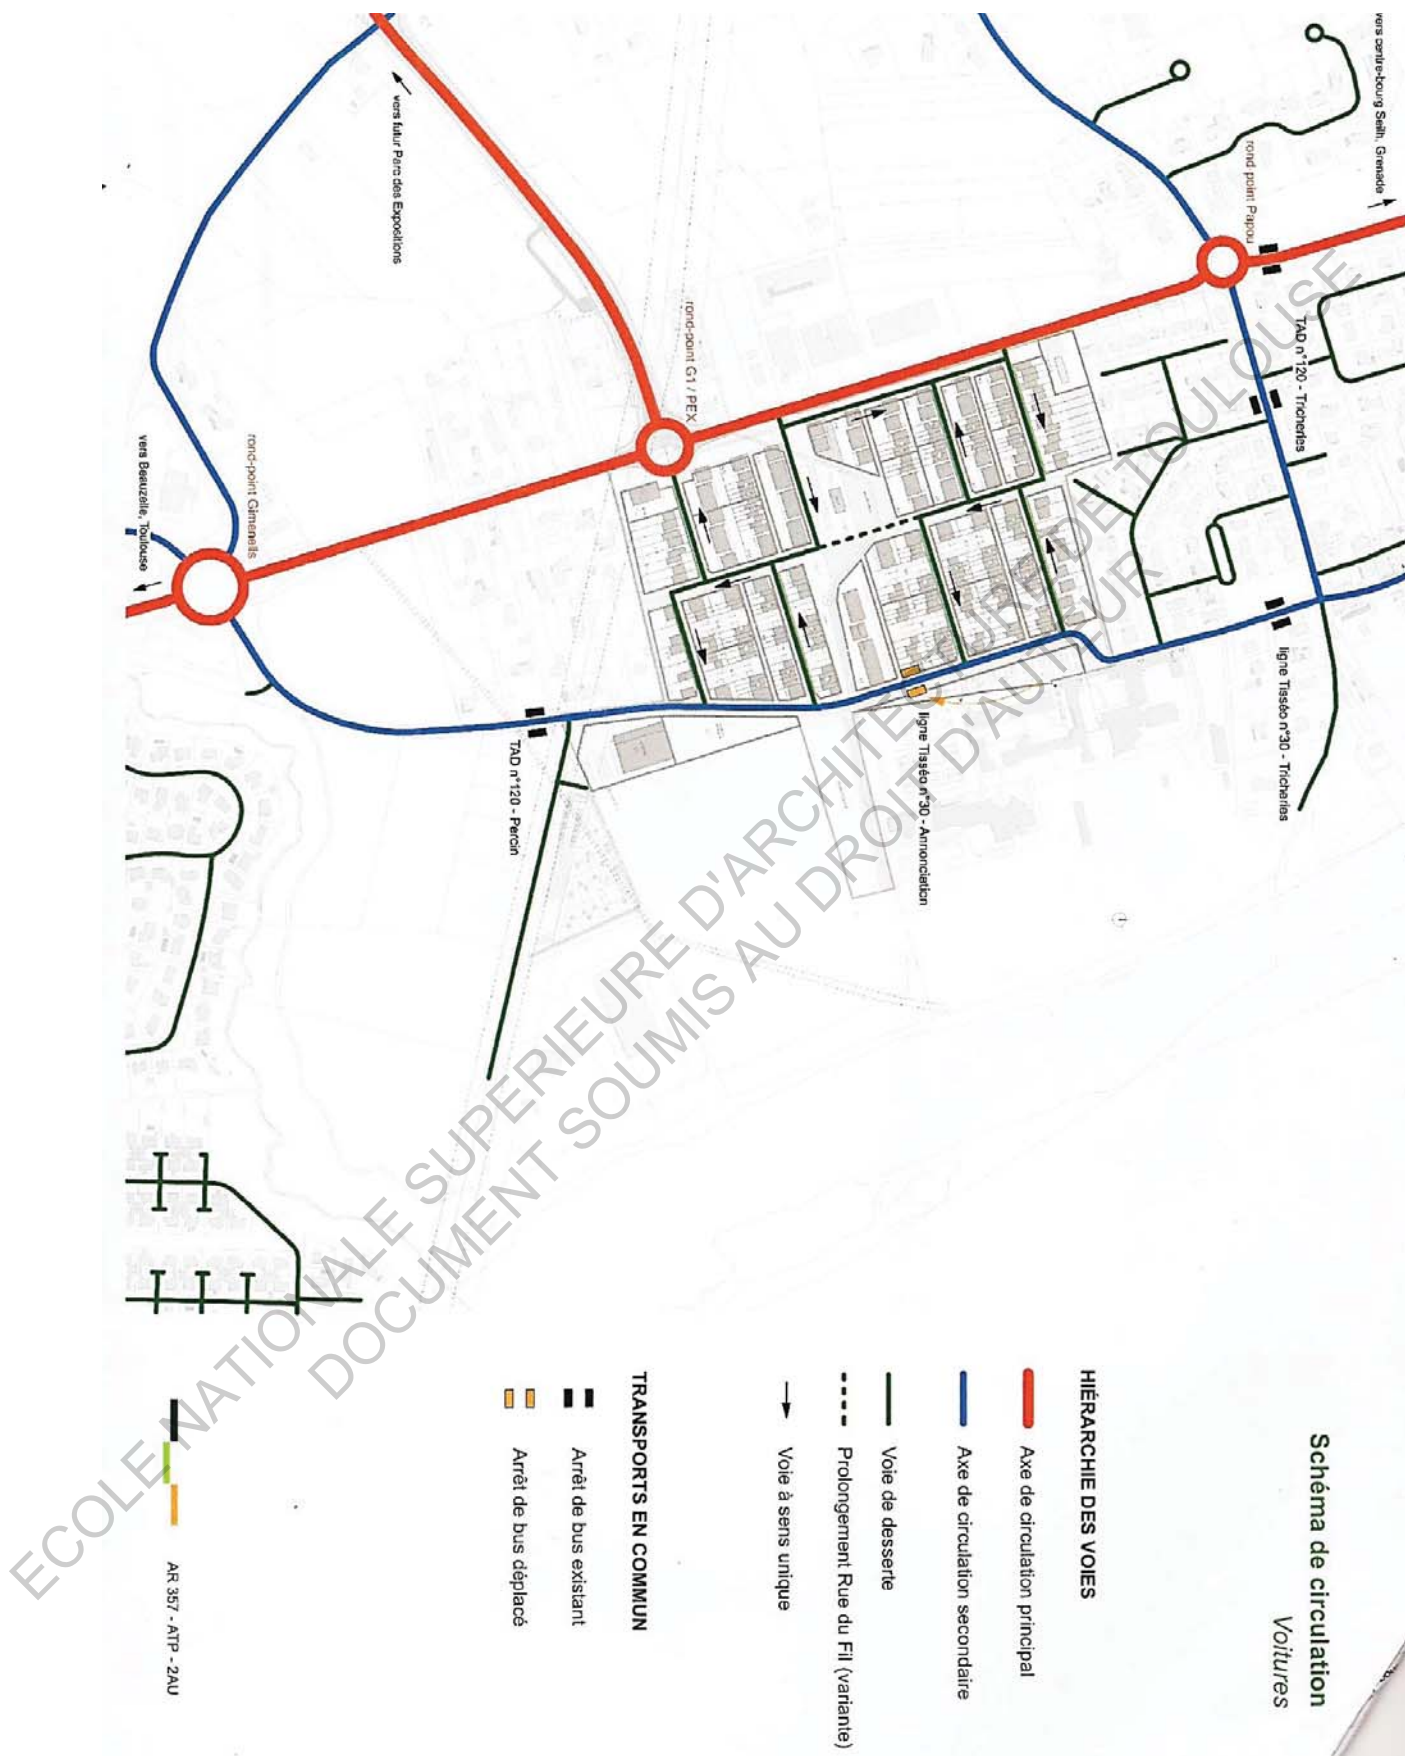 Schéma de circulation
Voitures
HIÉRARCHIE DES VOIES
Axe de circulation principal
Axe de circulation secondaire
Voie de desserte
Prolongement Rue du Fil (variante)
Voie à sens unique
TRANSPORTS EN COMMUN
Arrêt de bus existant
Arrêt de bus déplacé
AR 357 - ATP - 2AU
vers centre-bourg Seilh, Grenade
rond-point Papou
TAD n°120 - Tricheries
ligne Tisséo n°30 - Tricheries
vers futur Parc des Expositions
rond-point G1 / PEX
ligne Tisséo n°30 - Annonciation
rond-point Gimenells
vers Beauzelle, Toulouse
TAD n°120 - Percin
ECOLE NATIONALE SUPERIEURE D'ARCHITECTURE DE TOULOUSE
DOCUMENT SOUMIS AU DROIT D'AUTEUR